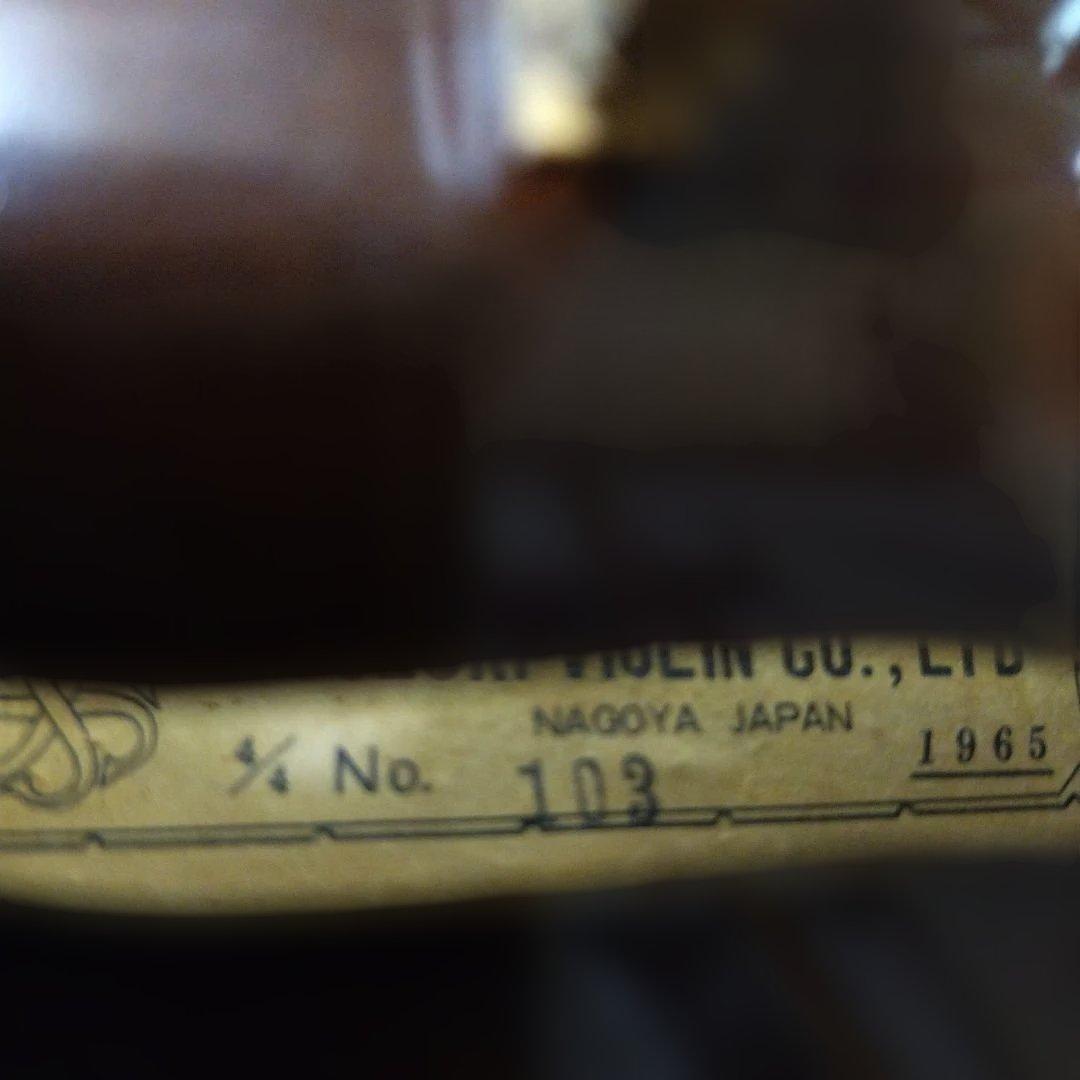 VIOLIN CO.,LTD
NAGOYA JAPAN
1965
4/4 No. 103